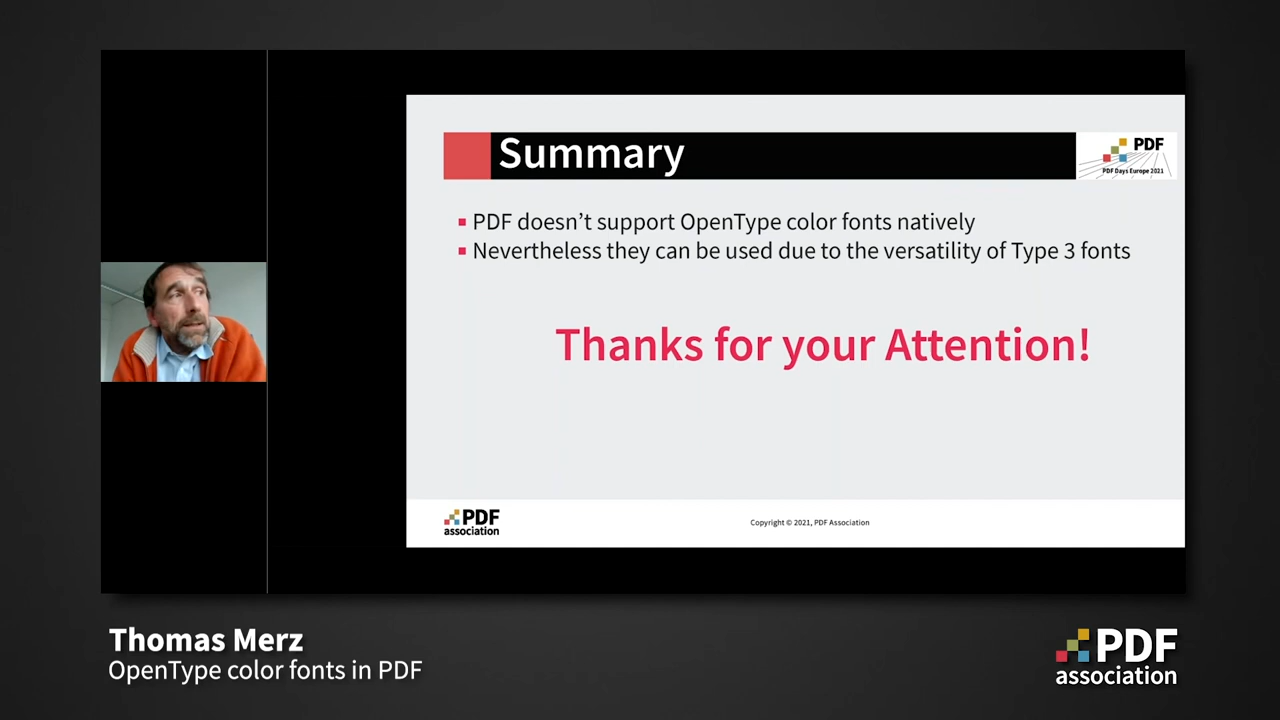 Summary
PDF
PDF Days Europe 2021
▪ PDF doesn’t support OpenType color fonts natively
▪ Nevertheless they can be used due to the versatility of Type 3 fonts
Thanks for your Attention!
PDF
association
Copyright © 2021, PDF Association
Thomas Merz
OpenType color fonts in PDF
PDF
association